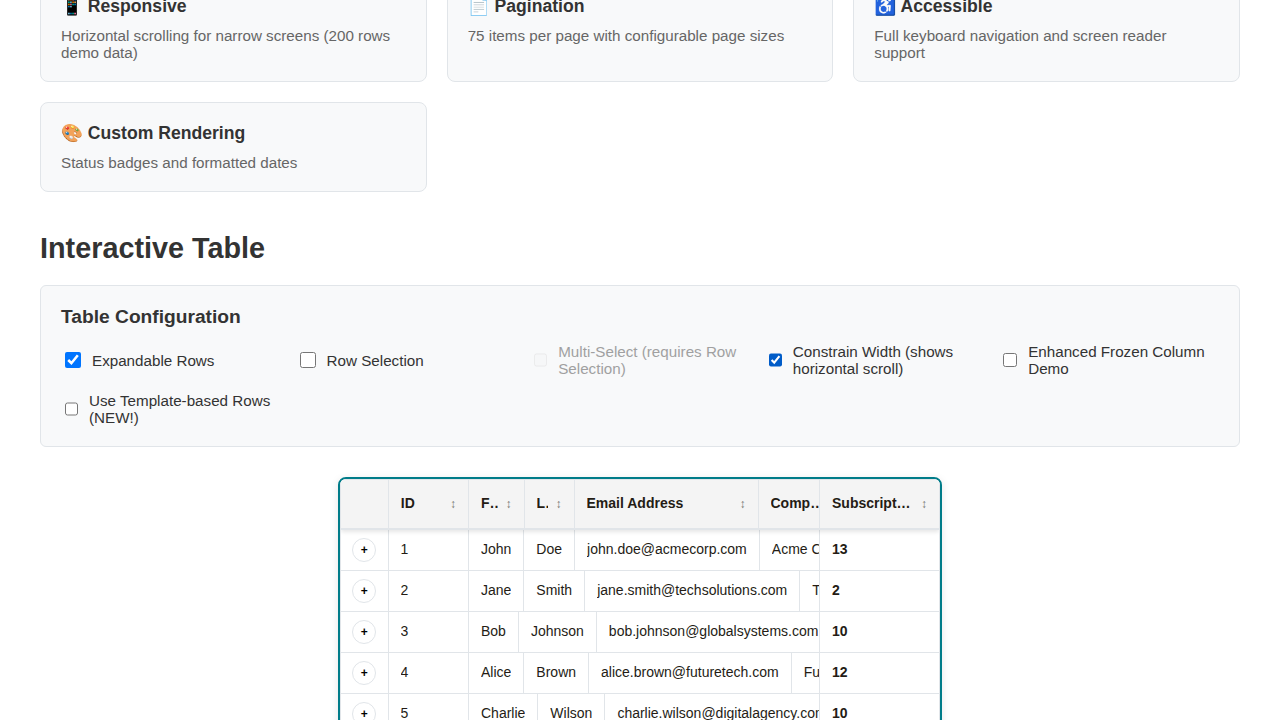 📱 Responsive
Horizontal scrolling for narrow screens (200 rows
demo data)
📄 Pagination
75 items per page with configurable page sizes
♿ Accessible
Full keyboard navigation and screen reader
support
🎨 Custom Rendering
Status badges and formatted dates
Interactive Table
Table Configuration
Expandable Rows
Row Selection
Multi-Select (requires Row
Selection)
Constrain Width (shows
horizontal scroll)
Enhanced Frozen Column
Demo
Use Template-based Rows
(NEW!)
ID ↕ F… ↕ L. ↕ Email Address ↕ Comp… Subscript… ↕
+ 1 John Doe john.doe@acmecorp.com Acme C 13
+ 2 Jane Smith jane.smith@techsolutions.com T 2
+ 3 Bob Johnson bob.johnson@globalsystems.com 10
+ 4 Alice Brown alice.brown@futuretech.com Fu 12
+ 5 Charlie Wilson charlie.wilson@digitalagency.com 10